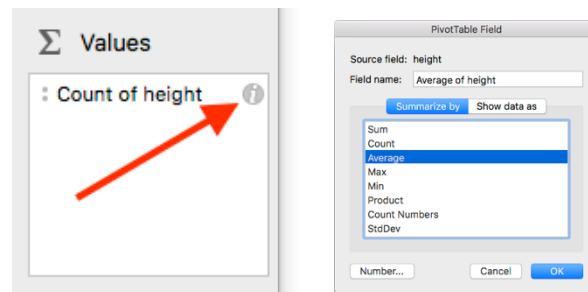 Σ Values
Count of height
PivotTable Field
Source field: height
Field name: Average of height
Summarize by Show data as
Sum
Count
Average
Max
Min
Product
Count Numbers
StdDev
Number... Cancel OK